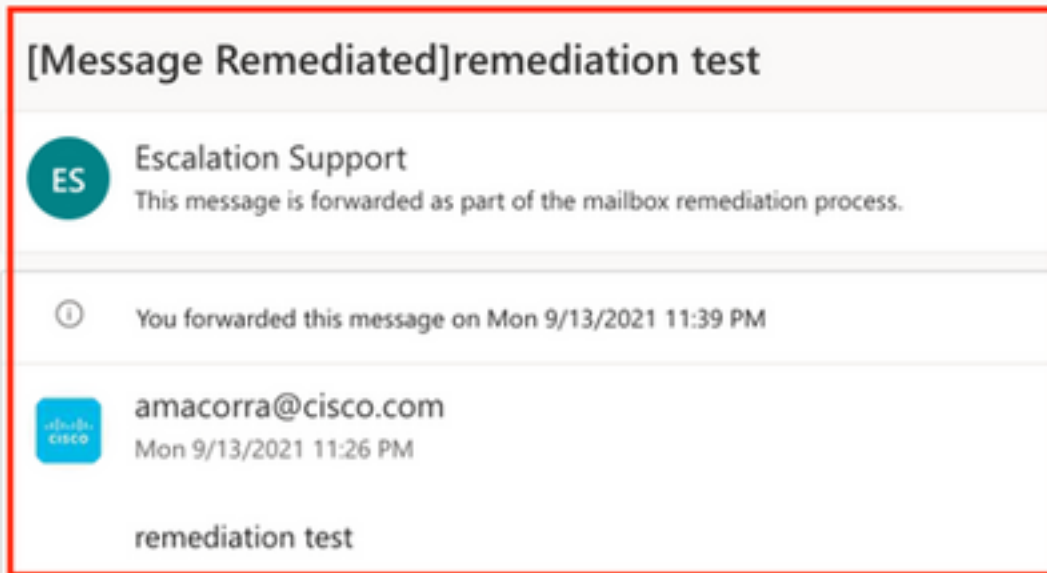 [Message Remediated]remediation test
ES
Escalation Support
This message is forwarded as part of the mailbox remediation process.
You forwarded this message on Mon 9/13/2021 11:39 PM
amacorra@cisco.com
cisco
Mon 9/13/2021 11:26 PM
remediation test